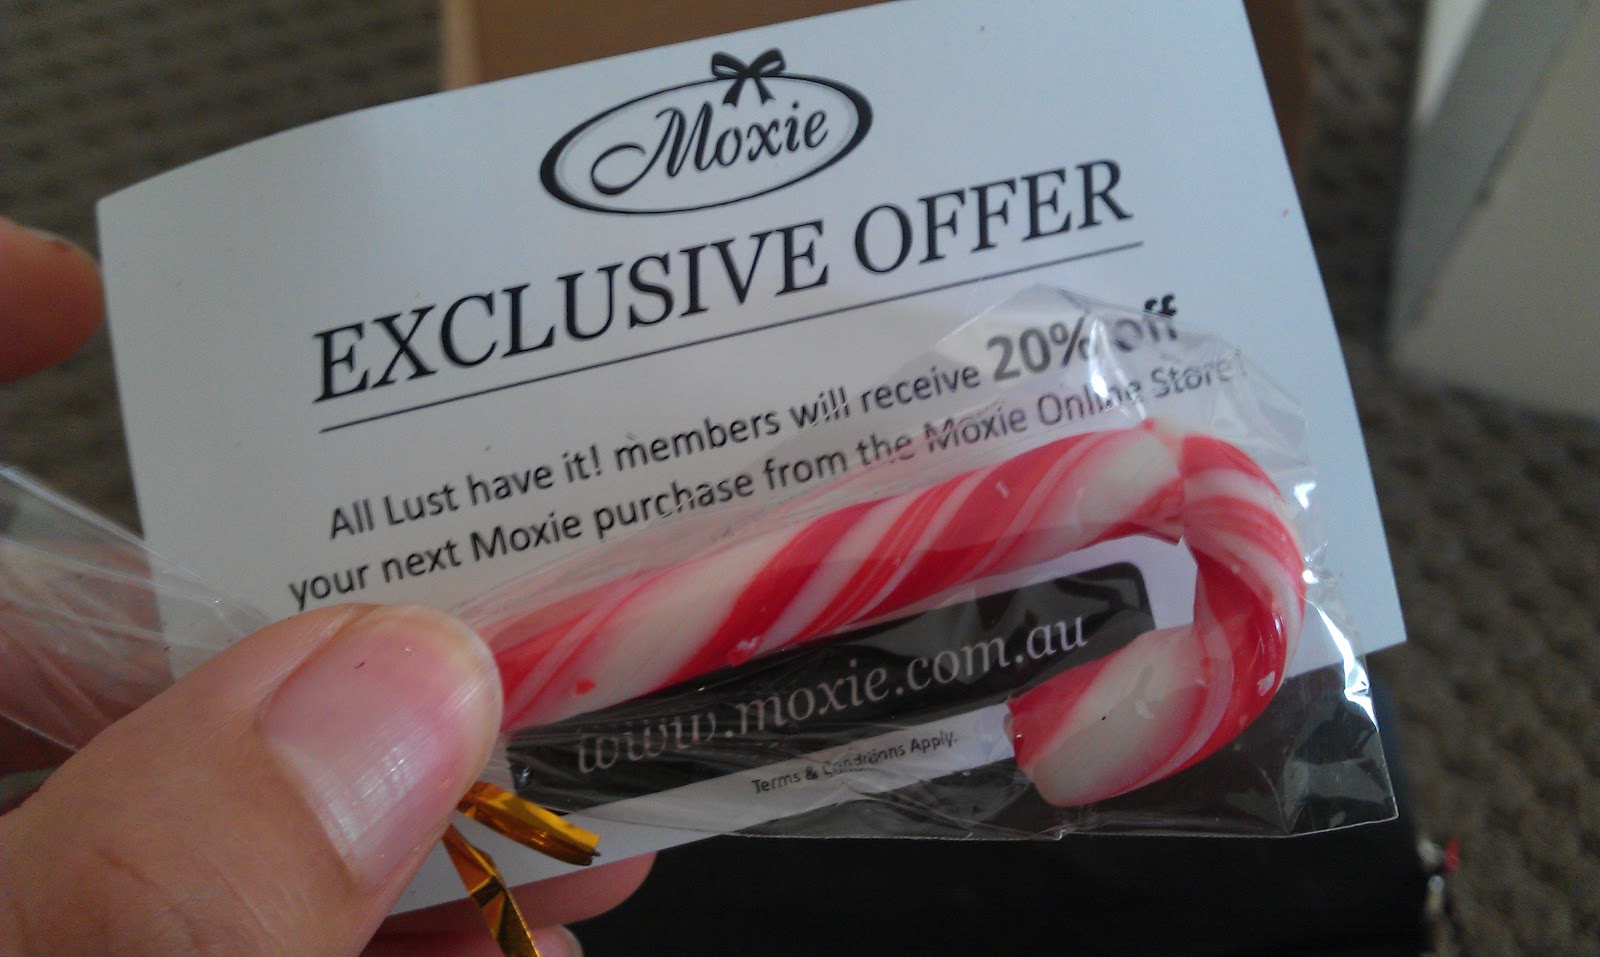 Moxie
EXCLUSIVE OFFER
All Lust have it! members will receive 20% off
your next Moxie purchase from the Moxie Online Store!
www.moxie.com.au
Terms & Conditions Apply.